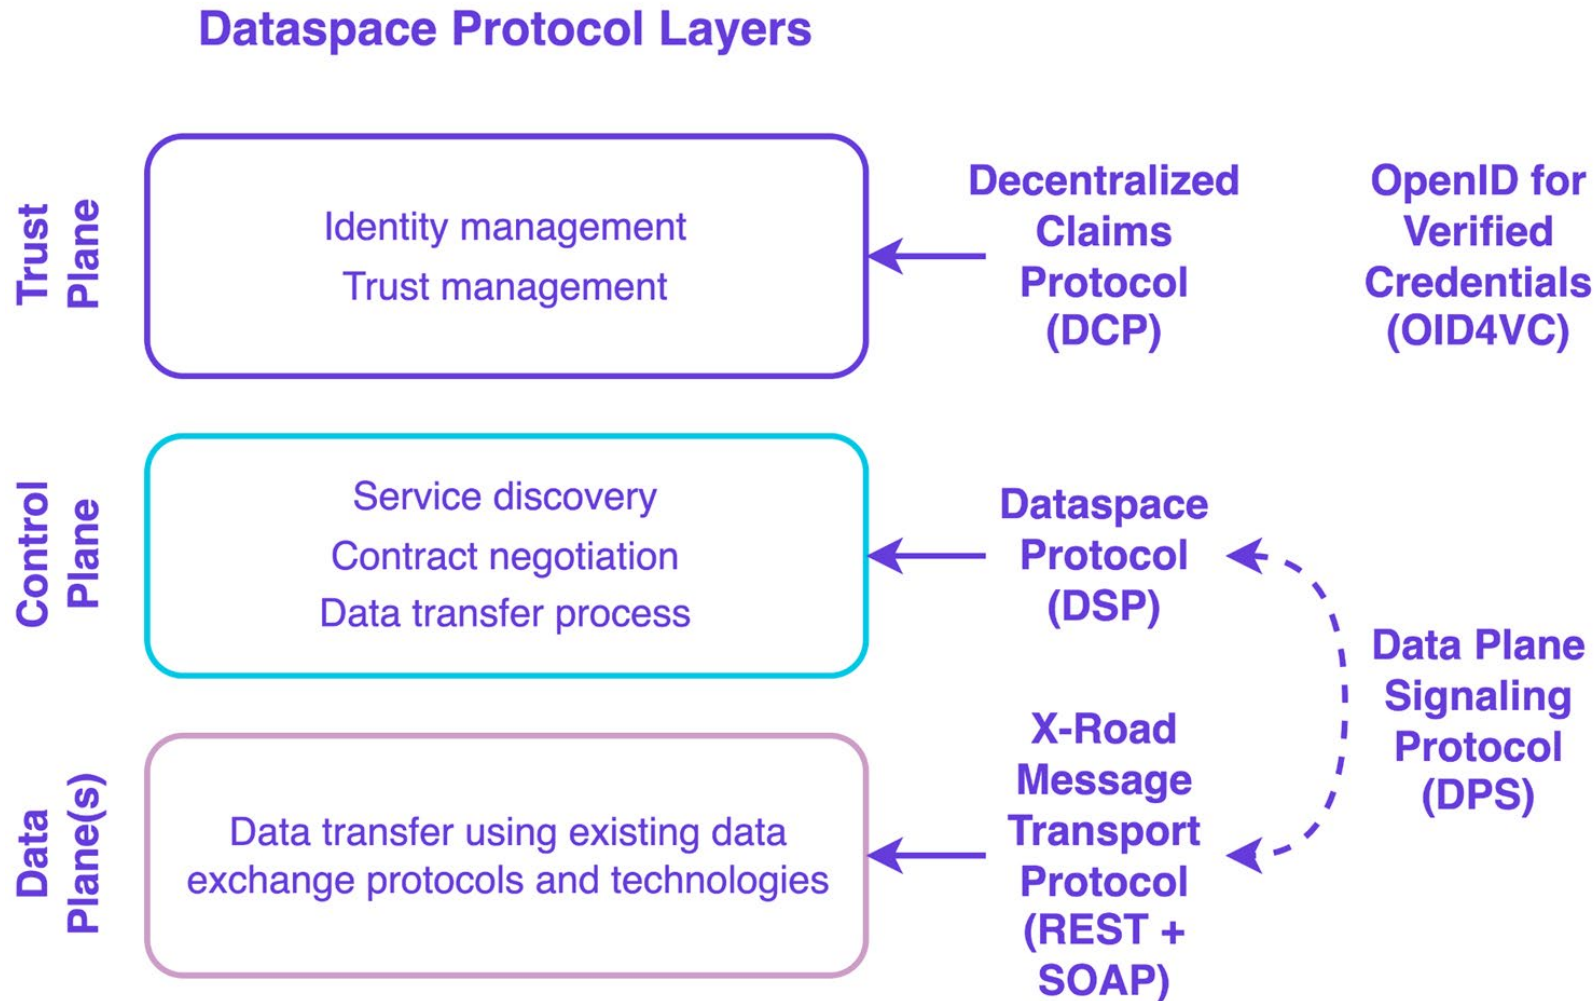 Dataspace Protocol Layers
Trust
Plane
Identity management
Trust management
Decentralized
Claims
Protocol
(DCP)
OpenID for
Verified
Credentials
(OID4VC)
Control
Plane
Service discovery
Contract negotiation
Data transfer process
Dataspace
Protocol
(DSP)
Data Plane
Signaling
Protocol
(DPS)
Data
Plane(s)
Data transfer using existing data
exchange protocols and technologies
X-Road
Message
Transport
Protocol
(REST +
SOAP)